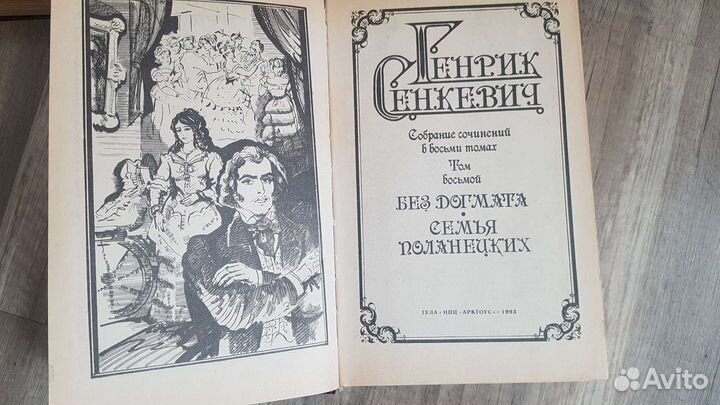 ГЕНРИК
СЕНКЕВИЧ
Собрание сочинений
в восьми томах
Том
восьмой
БЕЗ ДОГМАТА
•
СЕМЬЯ
ПОЛАНЕЦКИХ
ТУЛА • НПЦ «АРКТОУС» • 1993
Avito